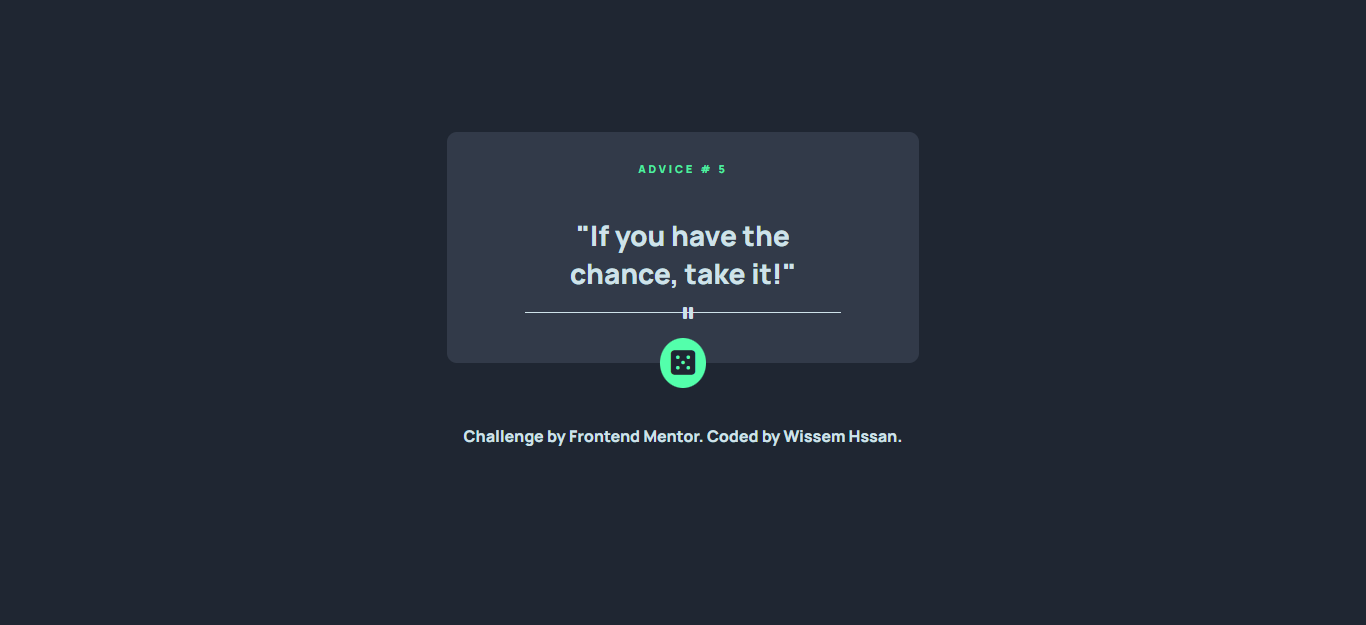 ADVICE # 5
"If you have the
chance, take it!"
Challenge by Frontend Mentor. Coded by Wissem Hssan.